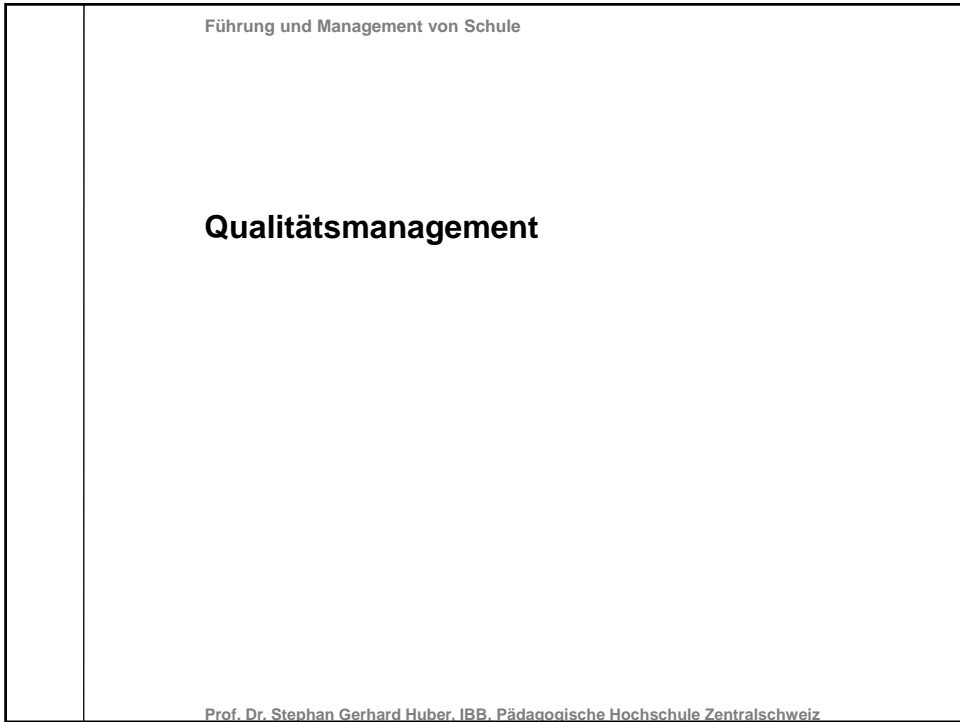 Führung und Management von Schule
Qualitätsmanagement
Prof. Dr. Stephan Gerhard Huber, IBB, Pädagogische Hochschule Zentralschweiz